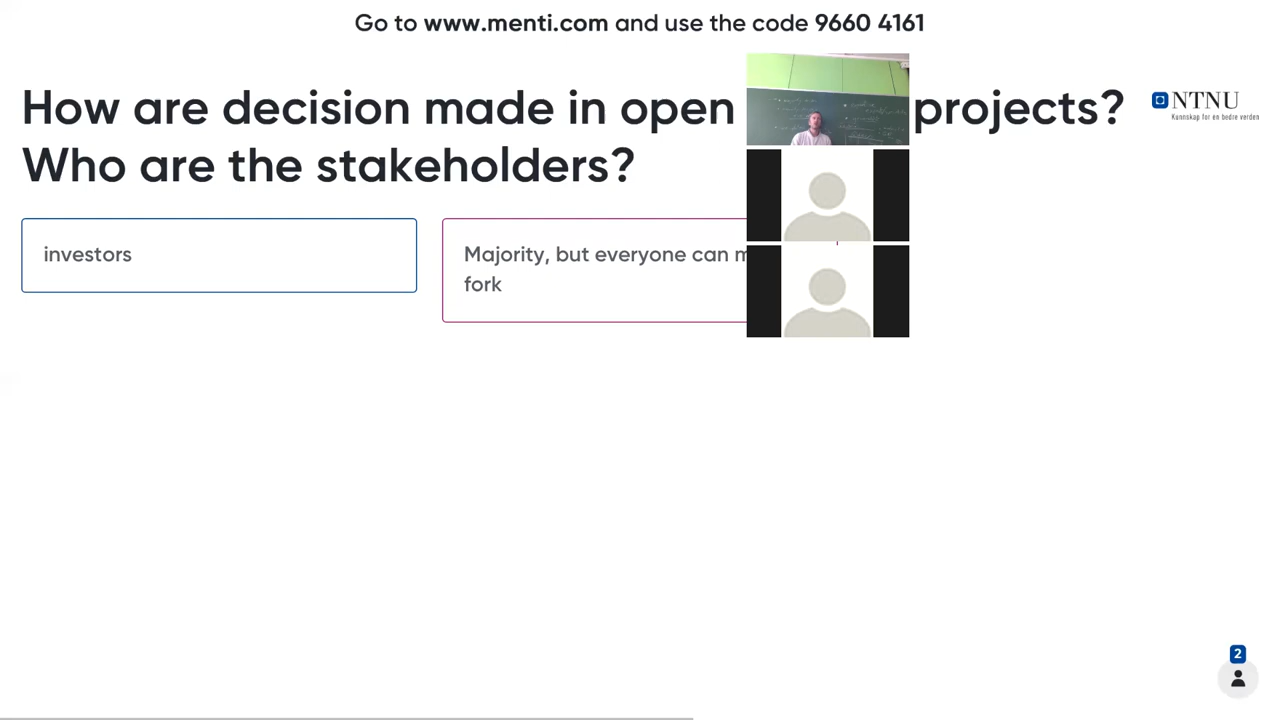 Go to www.menti.com and use the code 9660 4161
How are decision made in open projects?
Who are the stakeholders?
NTNU
Kunnskap for en bedre verden
investors
Majority, but everyone can
fork
2